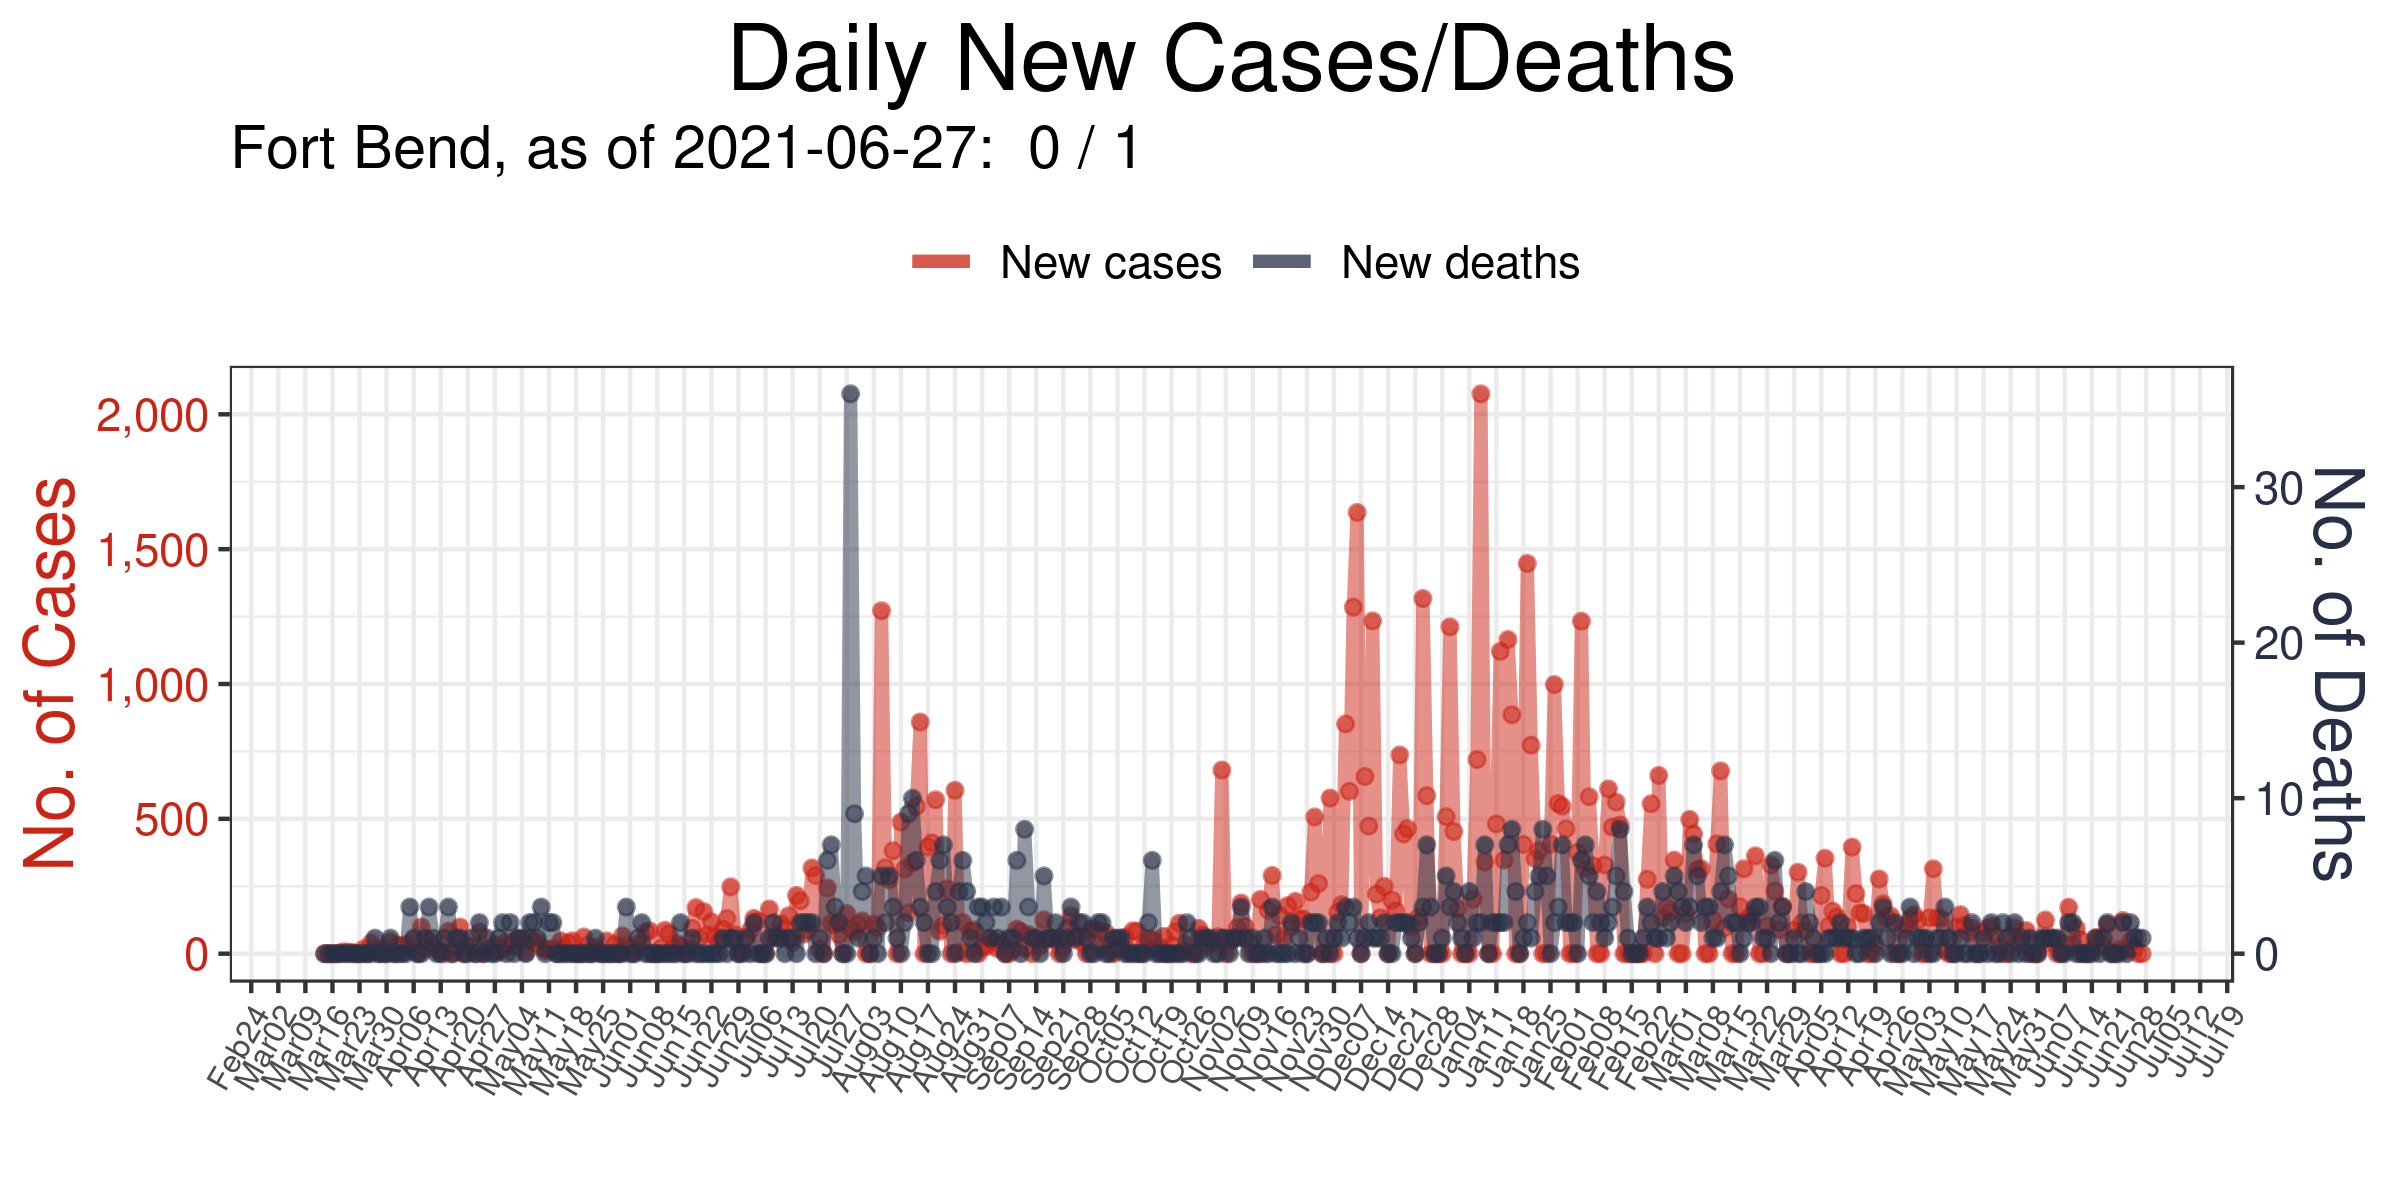 Daily New Cases/Deaths
Fort Bend, as of 2021-06-27:  0 / 1
New cases
New deaths
No. of Cases
2,000
1,500
1,000
500
0
30
20
10
0
No. of Deaths
Feb24
Mar02
Mar09
Mar16
Mar23
Mar30
Apr06
Apr13
Apr20
Apr27
May04
May11
May18
May25
Jun01
Jun08
Jun15
Jun22
Jun29
Jul06
Jul13
Jul20
Jul27
Aug03
Aug10
Aug17
Aug24
Aug31
Sep07
Sep14
Sep21
Sep28
Oct05
Oct12
Oct19
Oct26
Nov02
Nov09
Nov16
Nov23
Nov30
Dec07
Dec14
Dec21
Dec28
Jan04
Jan11
Jan18
Jan25
Feb01
Feb08
Feb15
Feb22
Mar01
Mar08
Mar15
Mar22
Mar29
Apr05
Apr12
Apr19
Apr26
May03
May10
May17
May24
May31
Jun07
Jun14
Jun21
Jun28
Jul05
Jul12
Jul19